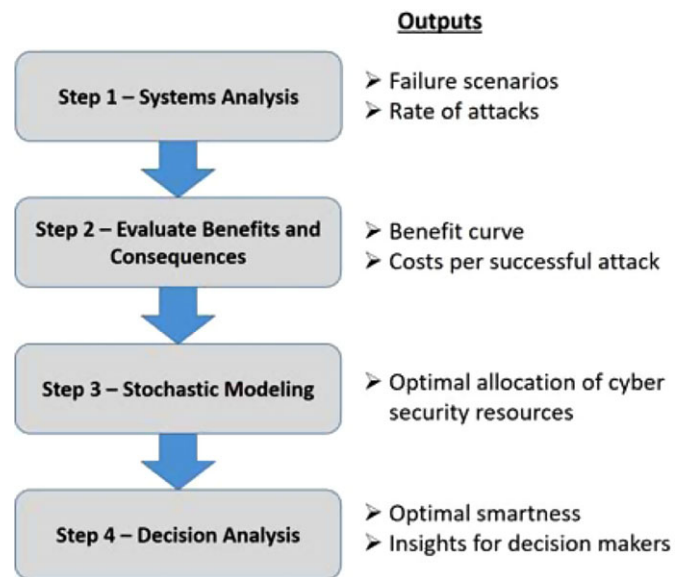 Outputs
Step 1 – Systems Analysis
➤ Failure scenarios
➤ Rate of attacks
Step 2 – Evaluate Benefits and
Consequences
➤ Benefit curve
➤ Costs per successful attack
Step 3 – Stochastic Modeling
➤ Optimal allocation of cyber
security resources
Step 4 – Decision Analysis
➤ Optimal smartness
➤ Insights for decision makers